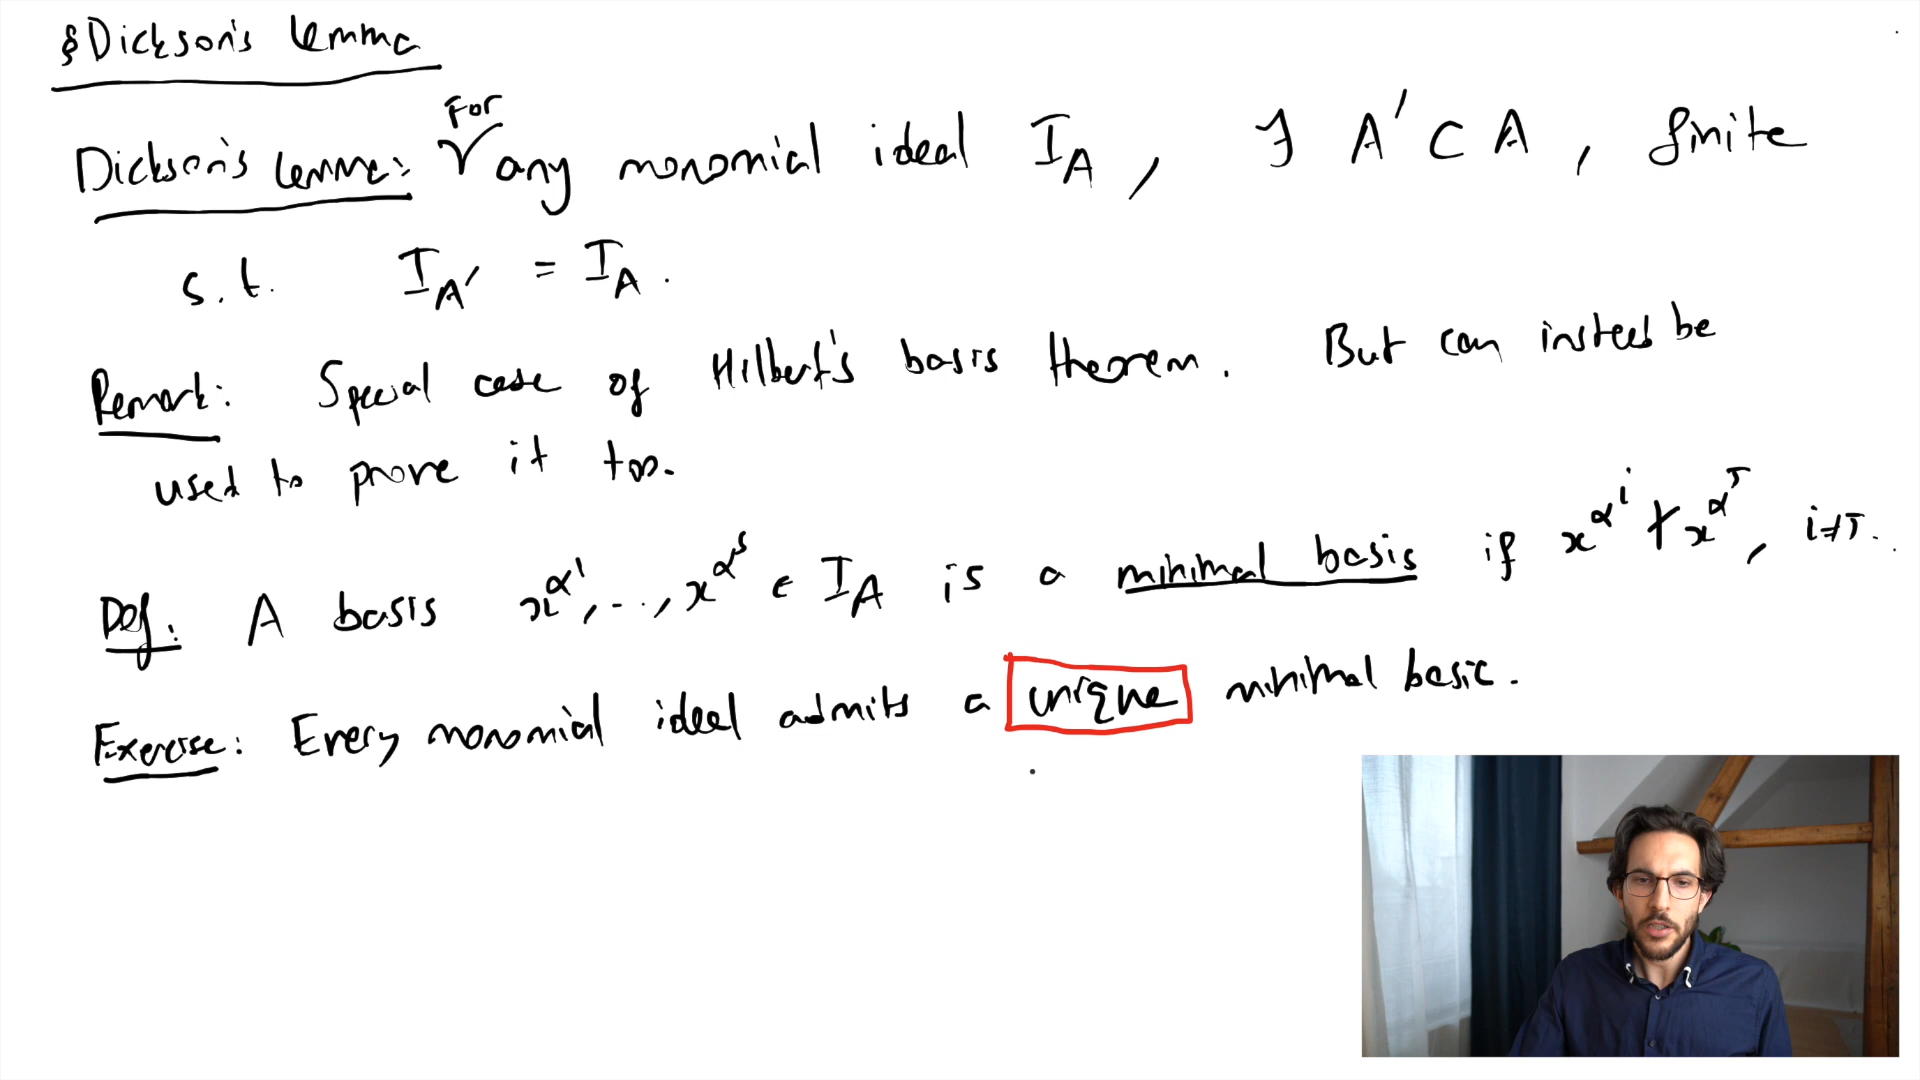 § Dickson's Lemma
Dickson's Lemma: For any monomial ideal I_A, ∃ A' ⊂ A, finite
s.t. I_A' = I_A.
Remark: Special case of Hilbert's basis theorem. But can instead be
used to prove it too.
Def: A basis x^α^1, ..., x^α^s ∈ I_A is a minimal basis if x^α^i ∤ x^α^j, i≠j.
Exercise: Every monomial ideal admits a unique minimal basic.